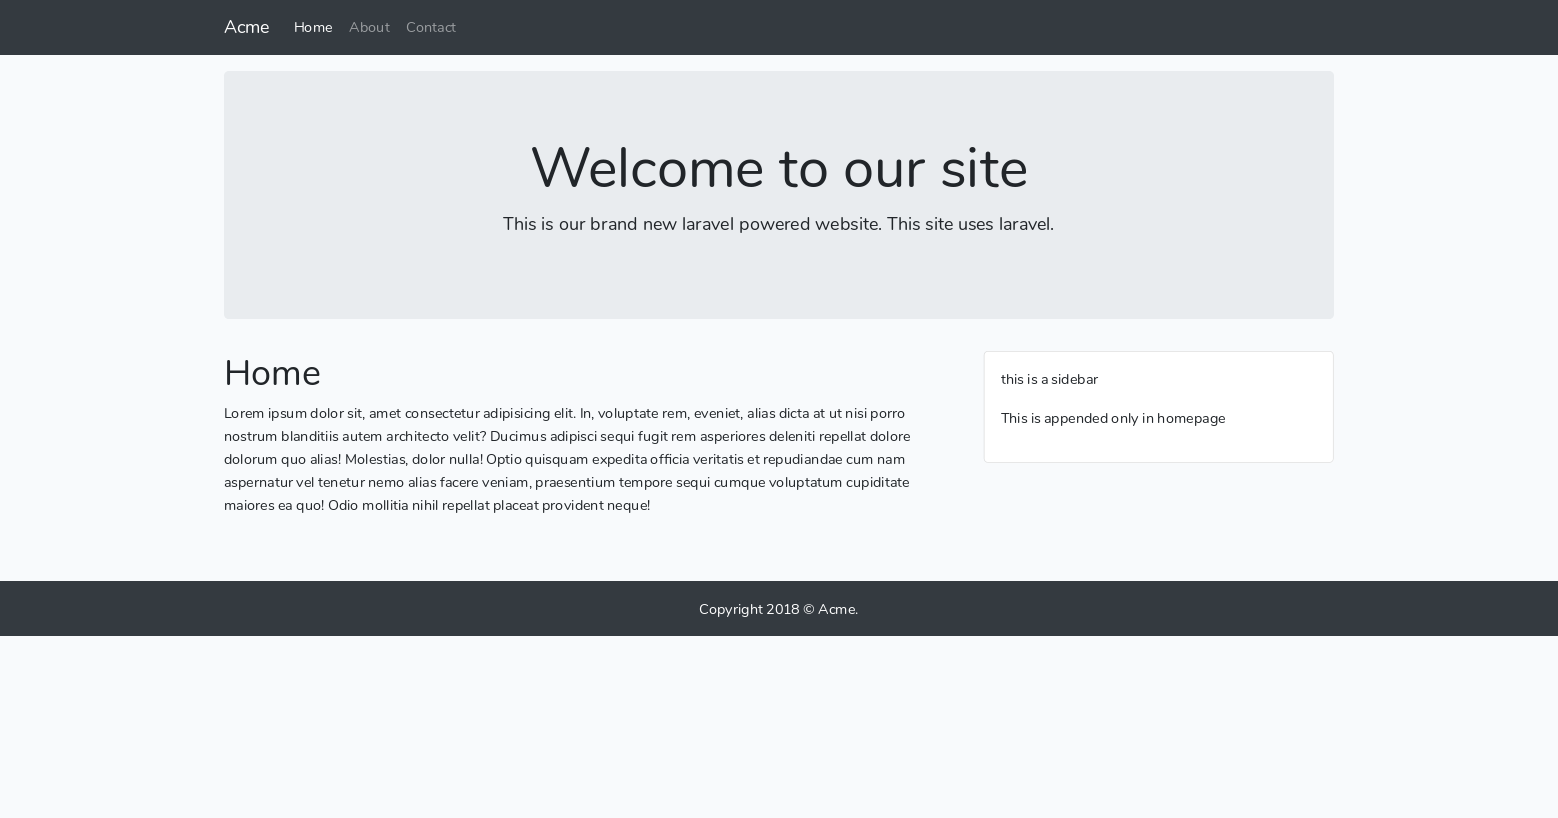 Acme Home About Contact
Welcome to our site
This is our brand new laravel powered website. This site uses laravel.
Home
Lorem ipsum dolor sit, amet consectetur adipisicing elit. In, voluptate rem, eveniet, alias dicta at ut nisi porro
nostrum blanditiis autem architecto velit? Ducimus adipisci sequi fugit rem asperiores deleniti repellat dolore
dolorum quo alias! Molestias, dolor nulla! Optio quisquam expedita officia veritatis et repudiandae cum nam
aspernatur vel tenetur nemo alias facere veniam, praesentium tempore sequi cumque voluptatum cupiditate
maiores ea quo! Odio mollitia nihil repellat placeat provident neque!
this is a sidebar
This is appended only in homepage
Copyright 2018 © Acme.